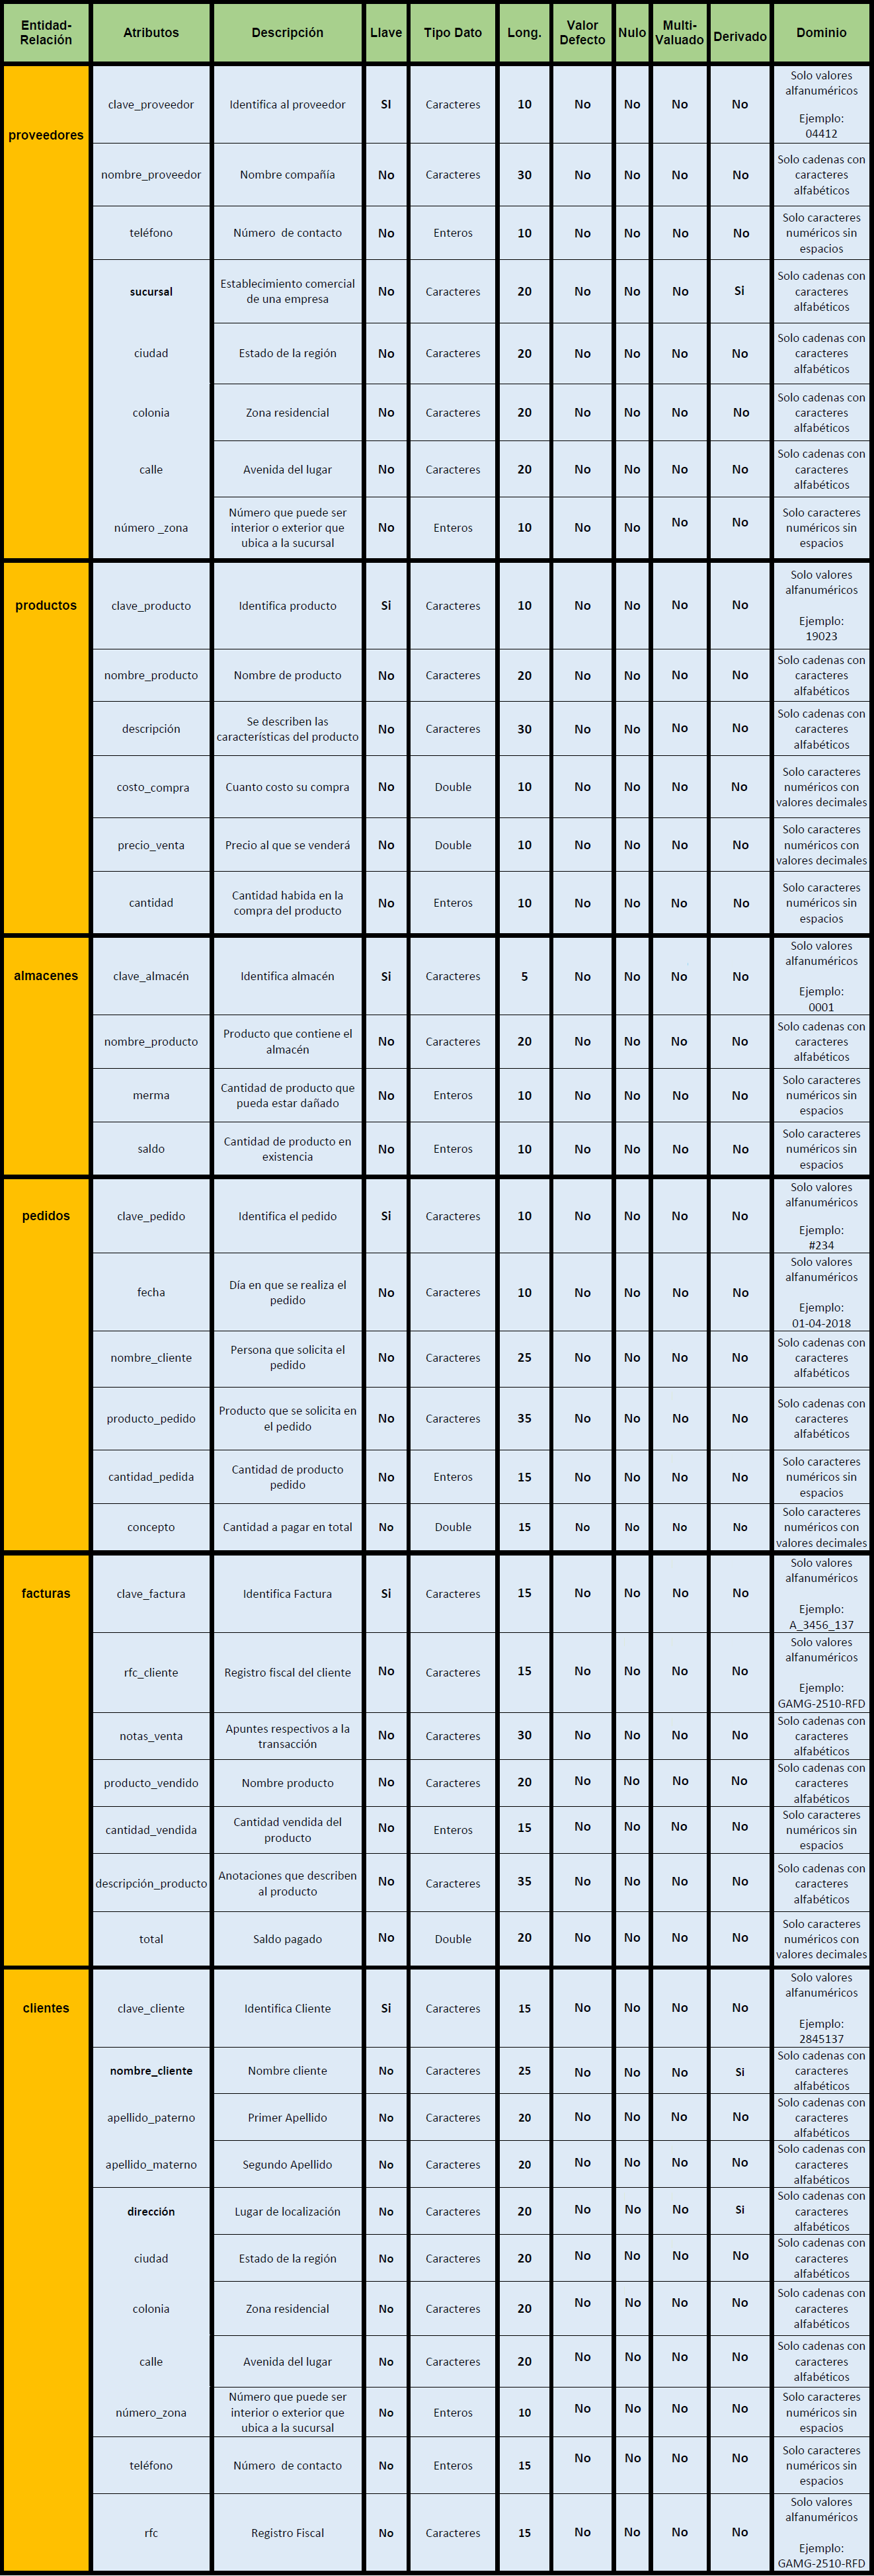 Entidad-
Relación
Atributos
Descripción
Llave
Tipo Dato
Long.
Valor
Defecto
Nulo
Multi-
Valuado
Derivado
Dominio
proveedores
clave_proveedor
Identifica al proveedor
SI
Caracteres
10
No
No
No
No
Solo valores
alfanuméricos
Ejemplo:
04412
nombre_proveedor
Nombre compañía
No
Caracteres
30
No
No
No
No
Solo cadenas con
caracteres
alfabéticos
teléfono
Número de contacto
No
Enteros
10
No
No
No
No
Solo caracteres
numéricos sin
espacios
sucursal
Establecimiento comercial
de una empresa
No
Caracteres
20
No
No
No
Si
Solo cadenas con
caracteres
alfabéticos
ciudad
Estado de la región
No
Caracteres
20
No
No
No
No
Solo cadenas con
caracteres
alfabéticos
colonia
Zona residencial
No
Caracteres
20
No
No
No
No
Solo cadenas con
caracteres
alfabéticos
calle
Avenida del lugar
No
Caracteres
20
No
No
No
No
Solo cadenas con
caracteres
alfabéticos
número _zona
Número que puede ser
interior o exterior que
ubica a la sucursal
No
Enteros
10
No
No
No
No
Solo caracteres
numéricos sin
espacios
productos
clave_producto
Identifica producto
Si
Caracteres
10
No
No
No
No
Solo valores
alfanuméricos
Ejemplo:
19023
nombre_producto
Nombre de producto
No
Caracteres
20
No
No
No
No
Solo cadenas con
caracteres
alfabéticos
descripción
Se describen las
características del producto
No
Caracteres
30
No
No
No
No
Solo cadenas con
caracteres
alfabéticos
costo_compra
Cuanto costo su compra
No
Double
10
No
No
No
No
Solo caracteres
numéricos con
valores decimales
precio_venta
Precio al que se venderá
No
Double
10
No
No
No
No
Solo caracteres
numéricos con
valores decimales
cantidad
Cantidad habida en la
compra del producto
No
Enteros
10
No
No
No
No
Solo caracteres
numéricos sin
espacios
almacenes
clave_almacén
Identifica almacén
Si
Caracteres
5
No
No
No
No
Solo valores
alfanuméricos
Ejemplo:
0001
nombre_producto
Producto que contiene el
almacén
No
Caracteres
20
No
No
No
No
Solo cadenas con
caracteres
alfabéticos
merma
Cantidad de producto que
pueda estar dañado
No
Enteros
10
No
No
No
No
Solo caracteres
numéricos sin
espacios
saldo
Cantidad de producto en
existencia
No
Enteros
10
No
No
No
No
Solo caracteres
numéricos sin
espacios
pedidos
clave_pedido
Identifica el pedido
Si
Caracteres
10
No
No
No
No
Solo valores
alfanuméricos
Ejemplo:
#234
fecha
Día en que se realiza el
pedido
No
Caracteres
10
No
No
No
No
Solo valores
alfanuméricos
Ejemplo:
01-04-2018
nombre_cliente
Persona que solicita el
pedido
No
Caracteres
25
No
No
No
No
Solo cadenas con
caracteres
alfabéticos
producto_pedido
Producto que se solicita en
el pedido
No
Caracteres
35
No
No
No
No
Solo cadenas con
caracteres
alfabéticos
cantidad_pedida
Cantidad de producto
pedido
No
Enteros
15
No
No
No
No
Solo caracteres
numéricos sin
espacios
concepto
Cantidad a pagar en total
No
Double
15
No
No
No
No
Solo caracteres
numéricos con
valores decimales
facturas
clave_factura
Identifica Factura
Si
Caracteres
15
No
No
No
No
Solo valores
alfanuméricos
Ejemplo:
A_3456_137
rfc_cliente
Registro fiscal del cliente
No
Caracteres
15
No
No
No
No
Solo valores
alfanuméricos
Ejemplo:
GAMG-2510-RFD
notas_venta
Apuntes respectivos a la
transacción
No
Caracteres
30
No
No
No
No
Solo cadenas con
caracteres
alfabéticos
producto_vendido
Nombre producto
No
Caracteres
20
No
No
No
No
Solo cadenas con
caracteres
alfabéticos
cantidad_vendida
Cantidad vendida del
producto
No
Enteros
15
No
No
No
No
Solo caracteres
numéricos sin
espacios
descripción_producto
Anotaciones que describen
al producto
No
Caracteres
35
No
No
No
No
Solo cadenas con
caracteres
alfabéticos
total
Saldo pagado
No
Double
20
No
No
No
No
Solo caracteres
numéricos con
valores decimales
clientes
clave_cliente
Identifica Cliente
Si
Caracteres
15
No
No
No
No
Solo valores
alfanuméricos
Ejemplo:
2845137
nombre_cliente
Nombre cliente
No
Caracteres
25
No
No
No
Si
Solo cadenas con
caracteres
alfabéticos
apellido_paterno
Primer Apellido
No
Caracteres
20
No
No
No
No
Solo cadenas con
caracteres
alfabéticos
apellido_materno
Segundo Apellido
No
Caracteres
20
No
No
No
No
Solo cadenas con
caracteres
alfabéticos
dirección
Lugar de localización
No
Caracteres
20
No
No
No
Si
Solo cadenas con
caracteres
alfabéticos
ciudad
Estado de la región
No
Caracteres
20
No
No
No
No
Solo cadenas con
caracteres
alfabéticos
colonia
Zona residencial
No
Caracteres
20
No
No
No
No
Solo cadenas con
caracteres
alfabéticos
calle
Avenida del lugar
No
Caracteres
20
No
No
No
No
Solo cadenas con
caracteres
alfabéticos
número_zona
Número que puede ser
interior o exterior que
ubica a la sucursal
No
Enteros
10
No
No
No
No
Solo caracteres
numéricos sin
espacios
teléfono
Número de contacto
No
Enteros
15
No
No
No
No
Solo caracteres
numéricos sin
espacios
rfc
Registro Fiscal
No
Caracteres
15
No
No
No
No
Solo valores
alfanuméricos
Ejemplo:
GAMG-2510-RFD